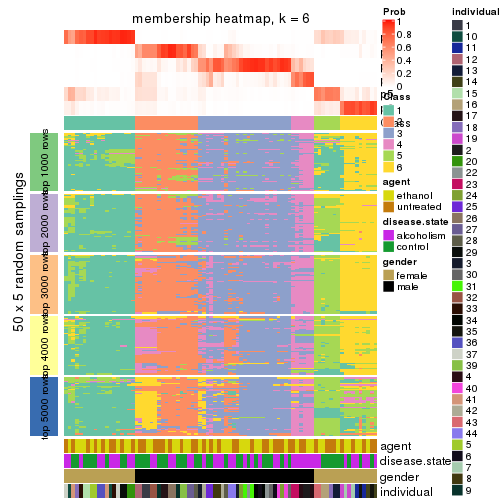 membership heatmap, k = 6
50 x 5 random samplings
top 1000 rows
top 2000 rows
top 3000 rows
top 4000 rows
top 5000 rows
agent
disease.state
gender
individual
Prob
1
0.8
0.6
0.4
0.2
0
Class
1
2
3
4
5
6
agent
ethanol
untreated
disease.state
alcoholism
control
gender
female
male
individual
1
10
11
12
13
14
15
16
17
18
19
2
20
22
23
24
25
26
27
28
29
3
30
31
32
33
34
35
36
37
39
4
40
41
42
43
44
5
6
7
8
9